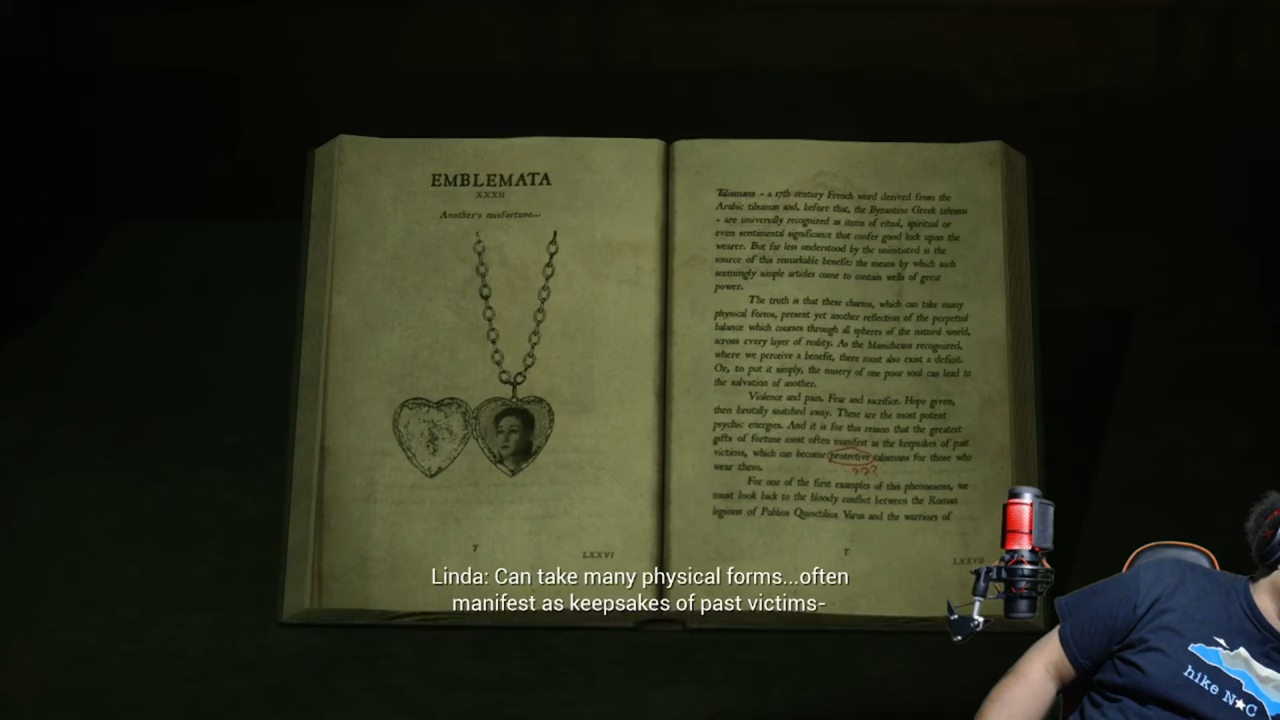 EMBLEMATA
XXXII
Another's misfortune...
T
LXXVI
Talismans - a 17th century French word derived from the
Arabic tilsaman and, before that, the Byzantine Greek telesus
- are universally recognized as items of ritual, spiritual or
even sentimental significance that confer good luck upon the
wearer. But far less understood by the uninitiated is the
source of this remarkable benefit: the means by which such
seemingly simple articles come to contain wells of great
power.
The truth is that these charms, which can take many
physical forms, present yet another reflection of the perpetual
balance which courses through all spheres of the natural world,
across every layer of reality. As the Manicheans recognized,
where we perceive a benefit, there must also exist a deficit.
Or, to put it simply, the misery of one poor soul can lead to
the salvation of another.
Violence and pain. Fear and sacrifice. Hope given,
then brutally snatched away. These are the most potent
psychic energies. And it is for this reason that the greatest
gifts of fortune most often manifest as the keepsakes of past
victims, which can become protective talismans for those who
wear them.
???
For one of the first examples of this phenomenon, we
must look back to the bloody conflict between the Roman
legions of Publius Quinctilius Varus and the warriors of
T
LXXVII
Linda: Can take many physical forms...often
manifest as keepsakes of past victims-
hike N★C